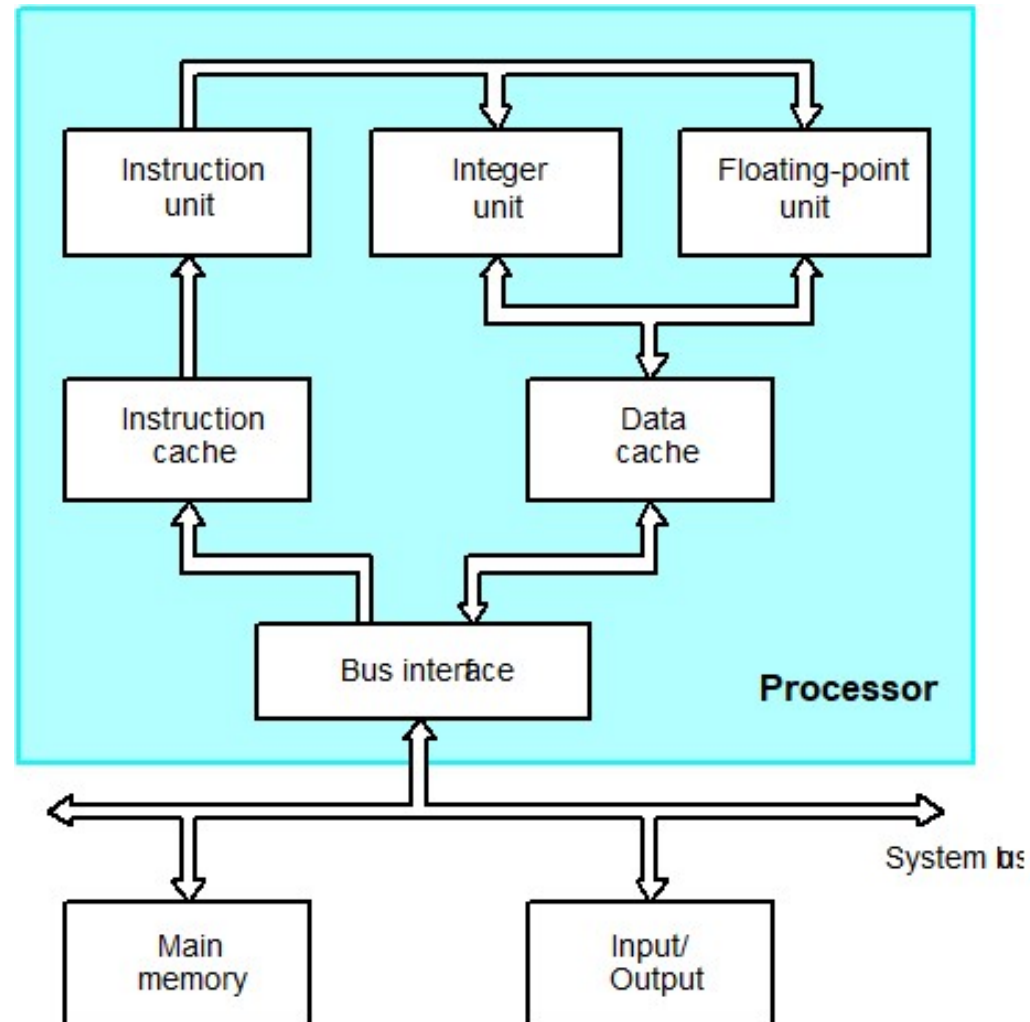 Instruction
unit
Integer
unit
Floating-point
unit
Instruction
cache
Data
cache
Bus interface
Processor
System
Main
memory
Input/
Output